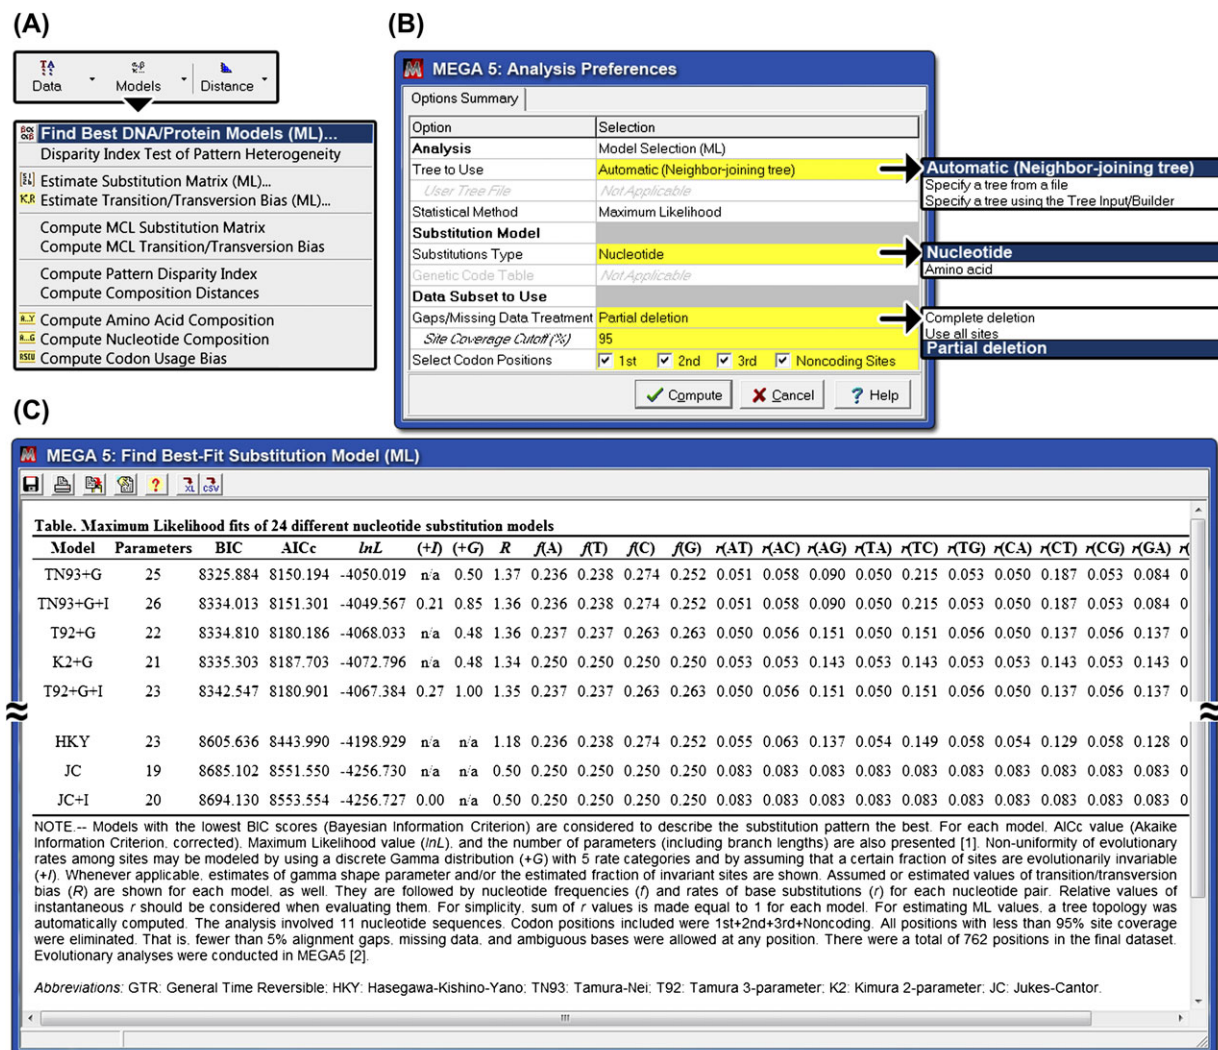 (A)
Data Models Distance
Find Best DNA/Protein Models (ML)...
Disparity Index Test of Pattern Heterogeneity
Estimate Substitution Matrix (ML)...
Estimate Transition/Transversion Bias (ML)...
Compute MCL Substitution Matrix
Compute MCL Transition/Transversion Bias
Compute Pattern Disparity Index
Compute Composition Distances
Compute Amino Acid Composition
Compute Nucleotide Composition
Compute Codon Usage Bias
(B)
MEGA 5: Analysis Preferences
Options Summary
Option Selection
Analysis Model Selection (ML)
Tree to Use Automatic (Neighbor-joining tree)
User Tree File Not Applicable
Statistical Method Maximum Likelihood
Substitution Model
Substitutions Type Nucleotide
Genetic Code Table Not Applicable
Data Subset to Use
Gaps/Missing Data Treatment Partial deletion
Site Coverage Cutoff (%) 95
Select Codon Positions 1st 2nd 3rd Noncoding Sites
Compute Cancel ? Help
Automatic (Neighbor-joining tree)
Specify a tree from a file
Specify a tree using the Tree Input/Builder
Nucleotide
Amino acid
Complete deletion
Use all sites
Partial deletion
(C)
MEGA 5: Find Best-Fit Substitution Model (ML)
Table. Maximum Likelihood fits of 24 different nucleotide substitution models
Model Parameters BIC AICc lnL (+I) (+G) R f(A) f(T) f(C) f(G) r(AT) r(AC) r(AG) r(TA) r(TC) r(TG) r(CA) r(CT) r(CG) r(GA) r(
TN93+G 25 8325.884 8150.194 -4050.019 n/a 0.50 1.37 0.236 0.238 0.274 0.252 0.051 0.058 0.090 0.050 0.215 0.053 0.050 0.187 0.053 0.084 0
TN93+G+I 26 8334.013 8151.301 -4049.567 0.21 0.85 1.36 0.236 0.238 0.274 0.252 0.051 0.058 0.090 0.050 0.215 0.053 0.050 0.187 0.053 0.084 0
T92+G 22 8334.810 8180.186 -4068.033 n/a 0.48 1.36 0.237 0.237 0.263 0.263 0.050 0.056 0.151 0.050 0.151 0.056 0.050 0.137 0.056 0.137 0
K2+G 21 8335.303 8187.703 -4072.796 n/a 0.48 1.34 0.250 0.250 0.250 0.250 0.053 0.053 0.143 0.053 0.143 0.053 0.053 0.143 0.053 0.143 0
T92+G+I 23 8342.547 8180.901 -4067.384 0.27 1.00 1.35 0.237 0.237 0.263 0.263 0.050 0.056 0.151 0.050 0.151 0.056 0.050 0.137 0.056 0.137 0
HKY 23 8605.636 8443.990 -4198.929 n/a n/a 1.18 0.236 0.238 0.274 0.252 0.055 0.063 0.137 0.054 0.149 0.058 0.054 0.129 0.058 0.128 0
JC 19 8685.102 8551.550 -4256.730 n/a n/a 0.50 0.250 0.250 0.250 0.250 0.083 0.083 0.083 0.083 0.083 0.083 0.083 0.083 0.083 0.083 0
JC+I 20 8694.130 8553.554 -4256.727 0.00 n/a 0.50 0.250 0.250 0.250 0.250 0.083 0.083 0.083 0.083 0.083 0.083 0.083 0.083 0.083 0.083 0
NOTE.-- Models with the lowest BIC scores (Bayesian Information Criterion) are considered to describe the substitution pattern the best. For each model, AICc value (Akaike
Information Criterion, corrected), Maximum Likelihood value (lnL), and the number of parameters (including branch lengths) are also presented [1]. Non-uniformity of evolutionary
rates among sites may be modeled by using a discrete Gamma distribution (+G) with 5 rate categories and by assuming that a certain fraction of sites are evolutionarily invariable
(+I). Whenever applicable, estimates of gamma shape parameter and/or the estimated fraction of invariant sites are shown. Assumed or estimated values of transition/transversion
bias (R) are shown for each model, as well. They are followed by nucleotide frequencies (f) and rates of base substitutions (r) for each nucleotide pair. Relative values of
instantaneous r should be considered when evaluating them. For simplicity, sum of r values is made equal to 1 for each model. For estimating ML values, a tree topology was
automatically computed. The analysis involved 11 nucleotide sequences. Codon positions included were 1st+2nd+3rd+Noncoding. All positions with less than 95% site coverage
were eliminated. That is, fewer than 5% alignment gaps, missing data, and ambiguous bases were allowed at any position. There were a total of 762 positions in the final dataset.
Evolutionary analyses were conducted in MEGA5 [2].
Abbreviations: GTR: General Time Reversible; HKY: Hasegawa-Kishino-Yano; TN93: Tamura-Nei; T92: Tamura 3-parameter; K2: Kimura 2-parameter; JC: Jukes-Cantor.